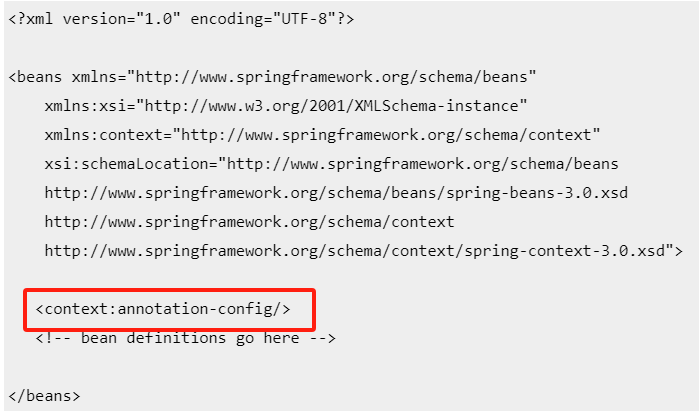 <?xml version="1.0" encoding="UTF-8"?>
<beans xmlns="http://www.springframework.org/schema/beans"
xmlns:xsi="http://www.w3.org/2001/XMLSchema-instance"
xmlns:context="http://www.springframework.org/schema/context"
xsi:schemaLocation="http://www.springframework.org/schema/beans
http://www.springframework.org/schema/beans/spring-beans-3.0.xsd
http://www.springframework.org/schema/context
http://www.springframework.org/schema/context/spring-context-3.0.xsd">
<context:annotation-config/>
<!-- bean definitions go here -->
</beans>